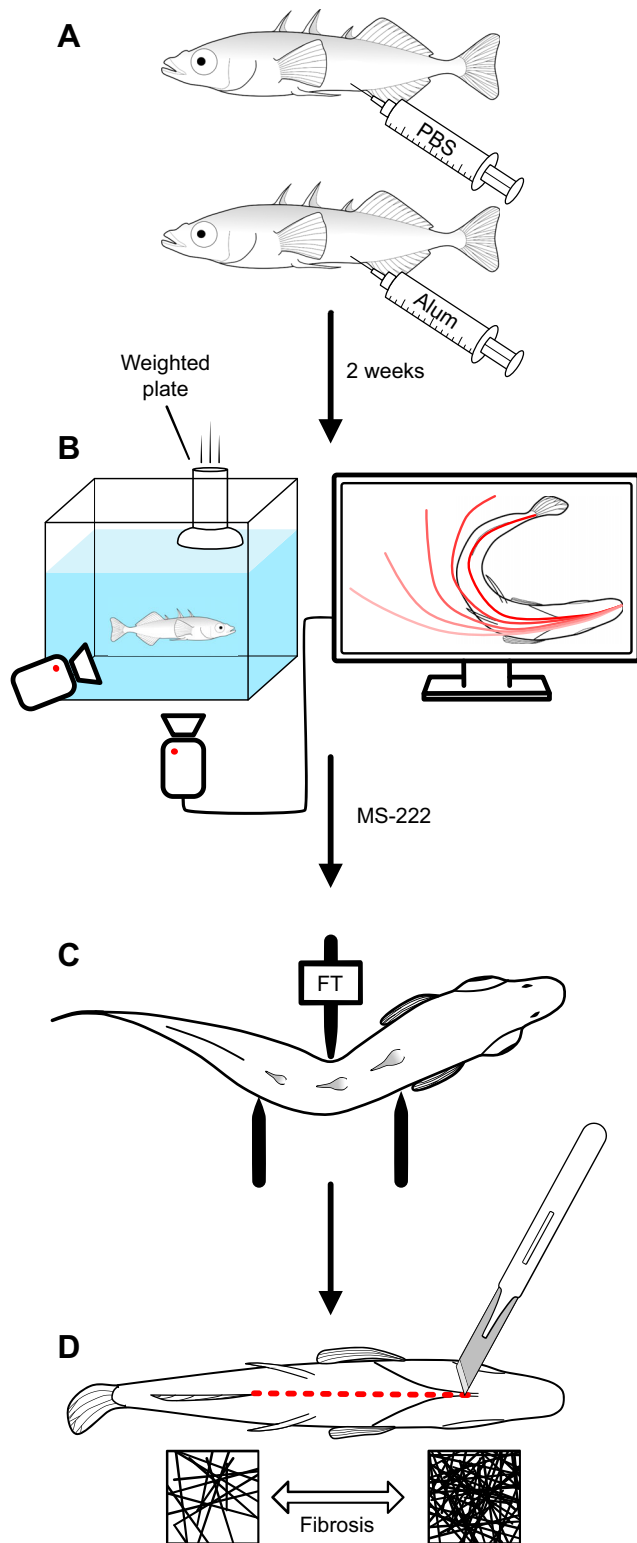 A
PBS
Alum
2 weeks
Weighted
plate
B
MS-222
C
FT
D
Fibrosis